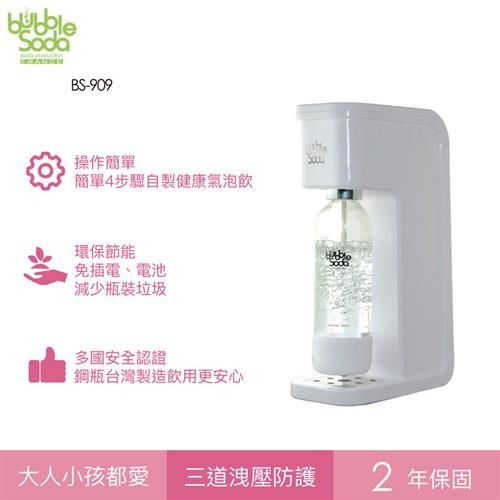 bubble
Soda
soda production
FRANCE
BS-909
操作簡單
簡單4步驟自製健康氣泡飲
環保節能
免插電、電池
減少瓶裝垃圾
多國安全認證
鋼瓶台灣製造飲用更安心
bubble
Soda
bubble
Soda
大人小孩都愛
三道洩壓防護
2 年保固